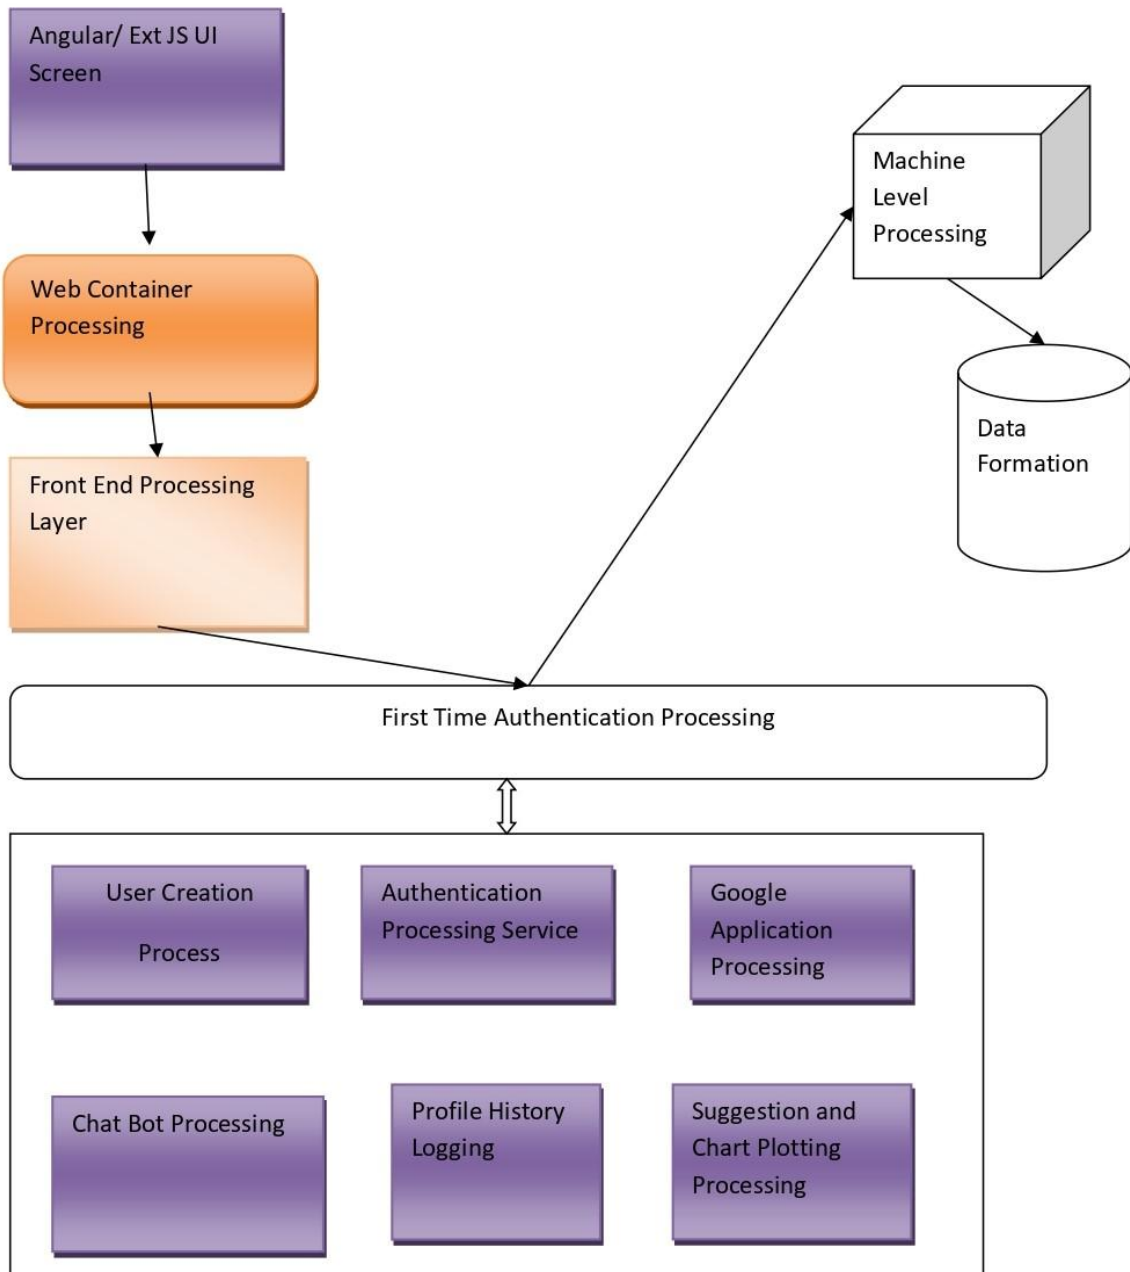 Angular/ Ext JS UI
Screen
Machine
Level
Processing
Web Container
Processing
Data
Formation
Front End Processing
Layer
First Time Authentication Processing
User Creation
Process
Authentication
Processing Service
Google
Application
Processing
Chat Bot Processing
Profile History
Logging
Suggestion and
Chart Plotting
Processing